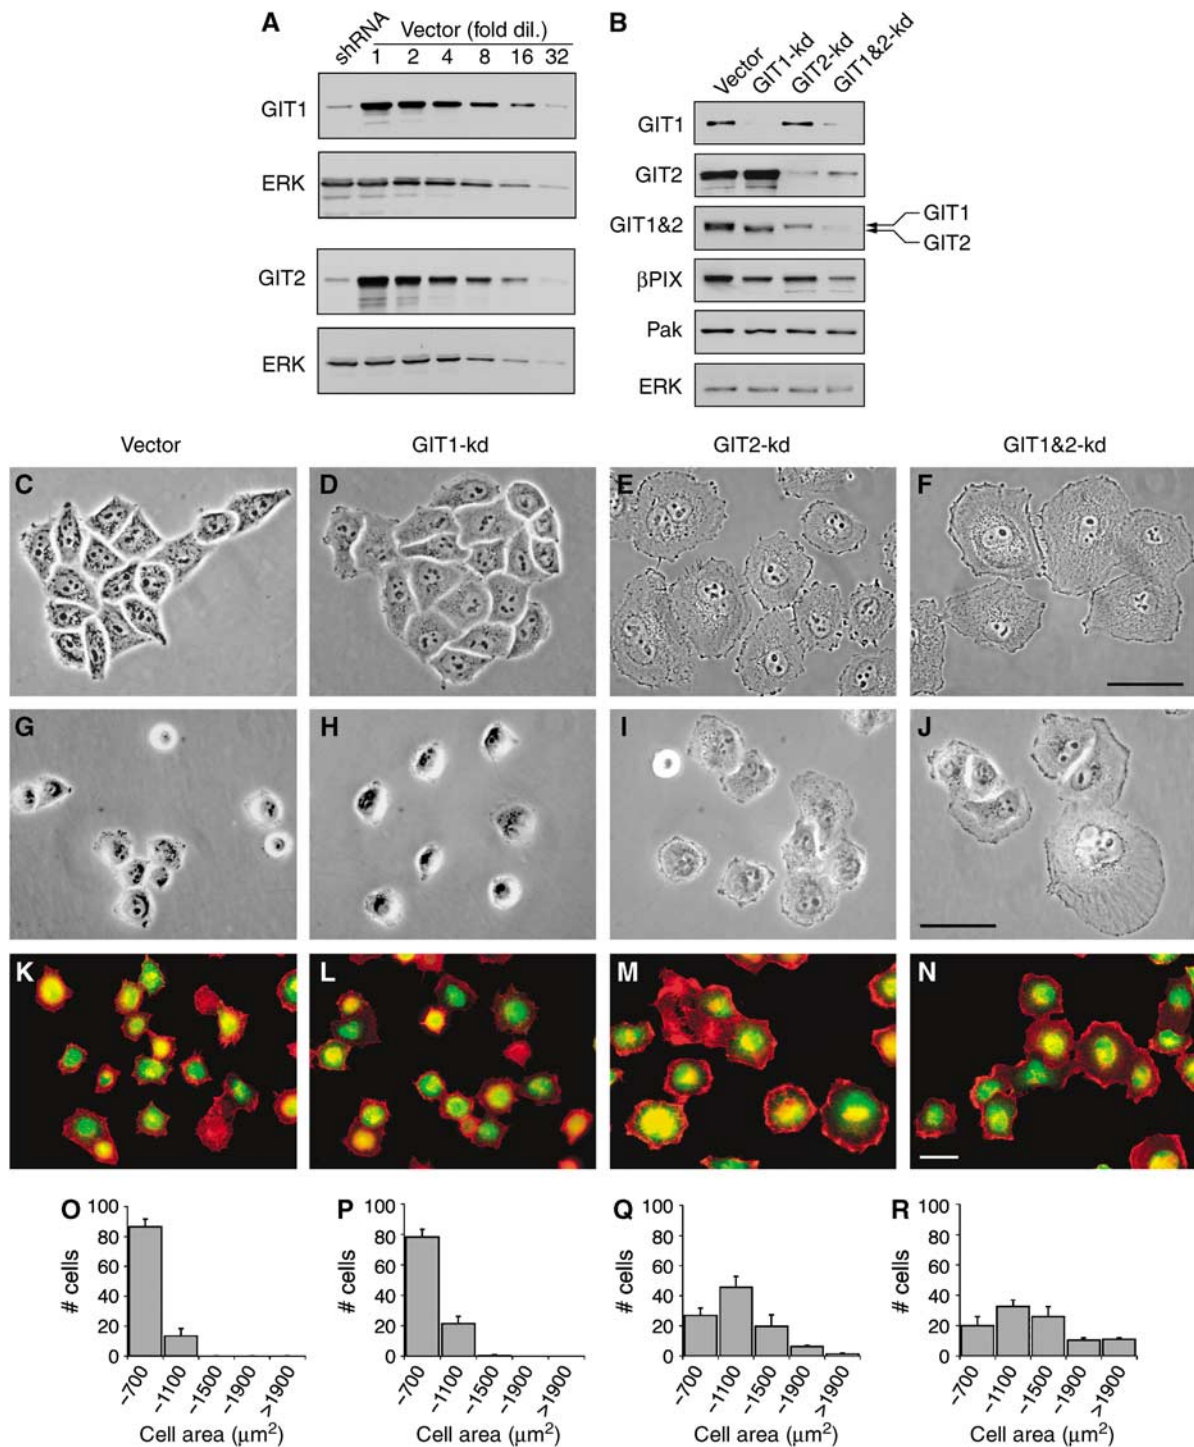 A
shRNA
Vector (fold dil.)
1 2 4 8 16 32
GIT1
ERK
GIT2
ERK
B
Vector
GIT1-kd
GIT2-kd
GIT1&2-kd
GIT1
GIT2
GIT1&2
GIT1
GIT2
βPIX
Pak
ERK
Vector
GIT1-kd
GIT2-kd
GIT1&2-kd
C
D
E
F
G
H
I
J
K
L
M
N
O
100
80
60
40
20
0
# cells
–700
–1100
–1500
–1900
>1900
Cell area (μm²)
P
100
80
60
40
20
0
# cells
–700
–1100
–1500
–1900
>1900
Cell area (μm²)
Q
100
80
60
40
20
0
# cells
–700
–1100
–1500
–1900
>1900
Cell area (μm²)
R
100
80
60
40
20
0
# cells
–700
–1100
–1500
–1900
>1900
Cell area (μm²)